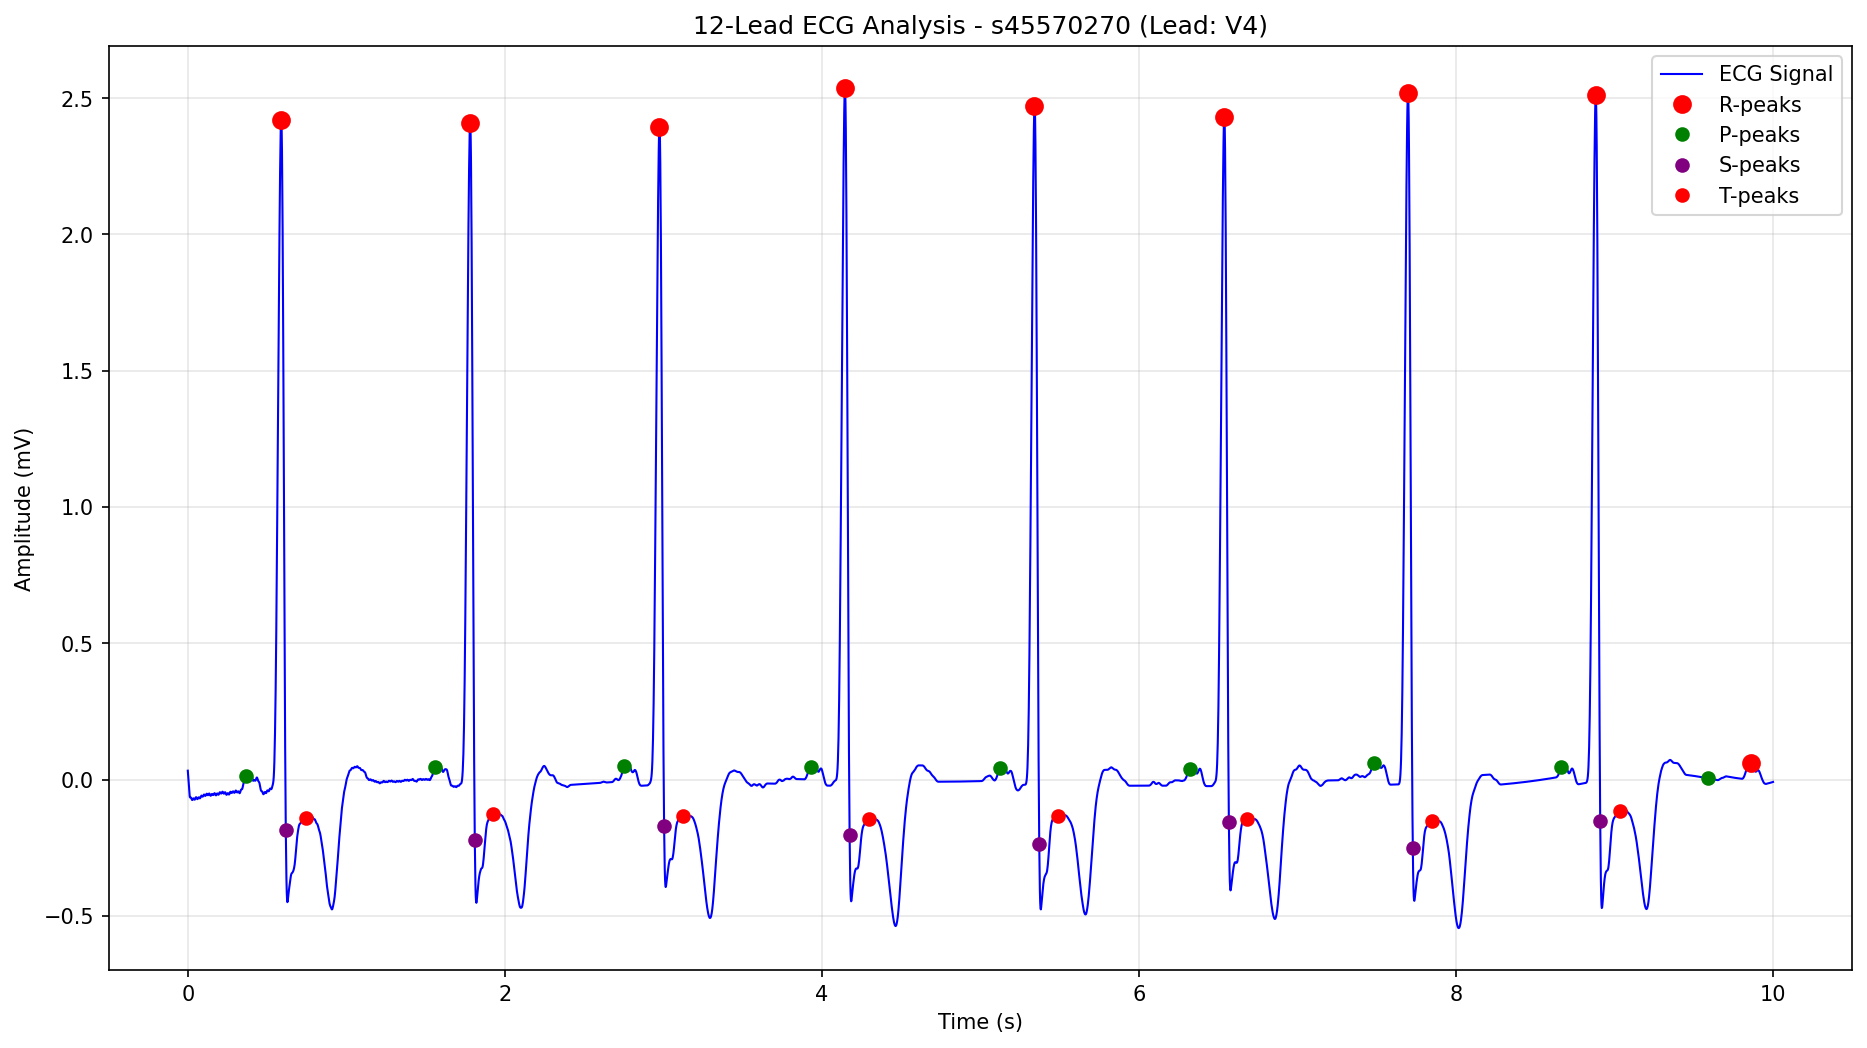 12-Lead ECG Analysis - s45570270 (Lead: V4)
ECG Signal
R-peaks
P-peaks
S-peaks
T-peaks
Amplitude (mV)
2.5
2.0
1.5
1.0
0.5
0.0
−0.5
0 2 4 6 8 10
Time (s)